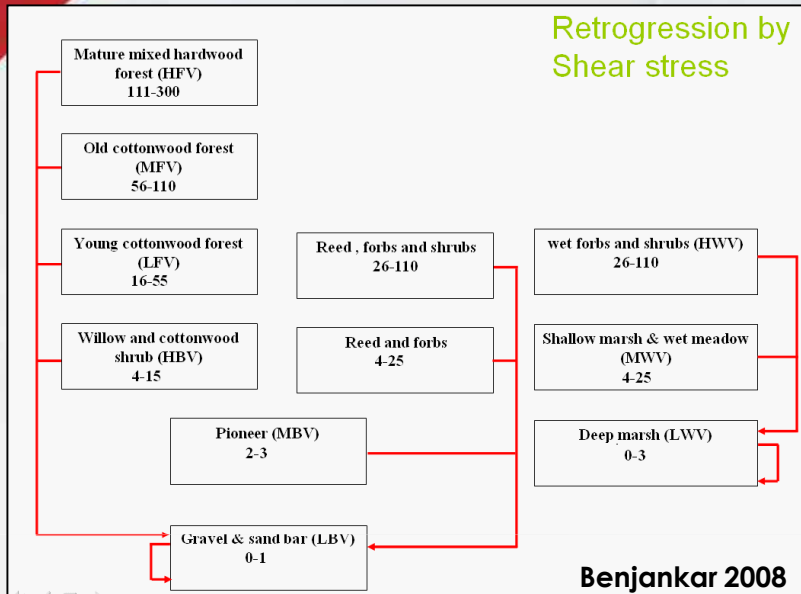 Retrogression by
Shear stress
Mature mixed hardwood
forest (HFV)
111-300
Old cottonwood forest
(MFV)
56-110
Young cottonwood forest
(LFV)
16-55
Reed , forbs and shrubs
26-110
wet forbs and shrubs (HWV)
26-110
Willow and cottonwood
shrub (HBV)
4-15
Reed and forbs
4-25
Shallow marsh & wet meadow
(MWV)
4-25
Pioneer (MBV)
2-3
Deep marsh (LWV)
0-3
Gravel & sand bar (LBV)
0-1
Benjankar 2008